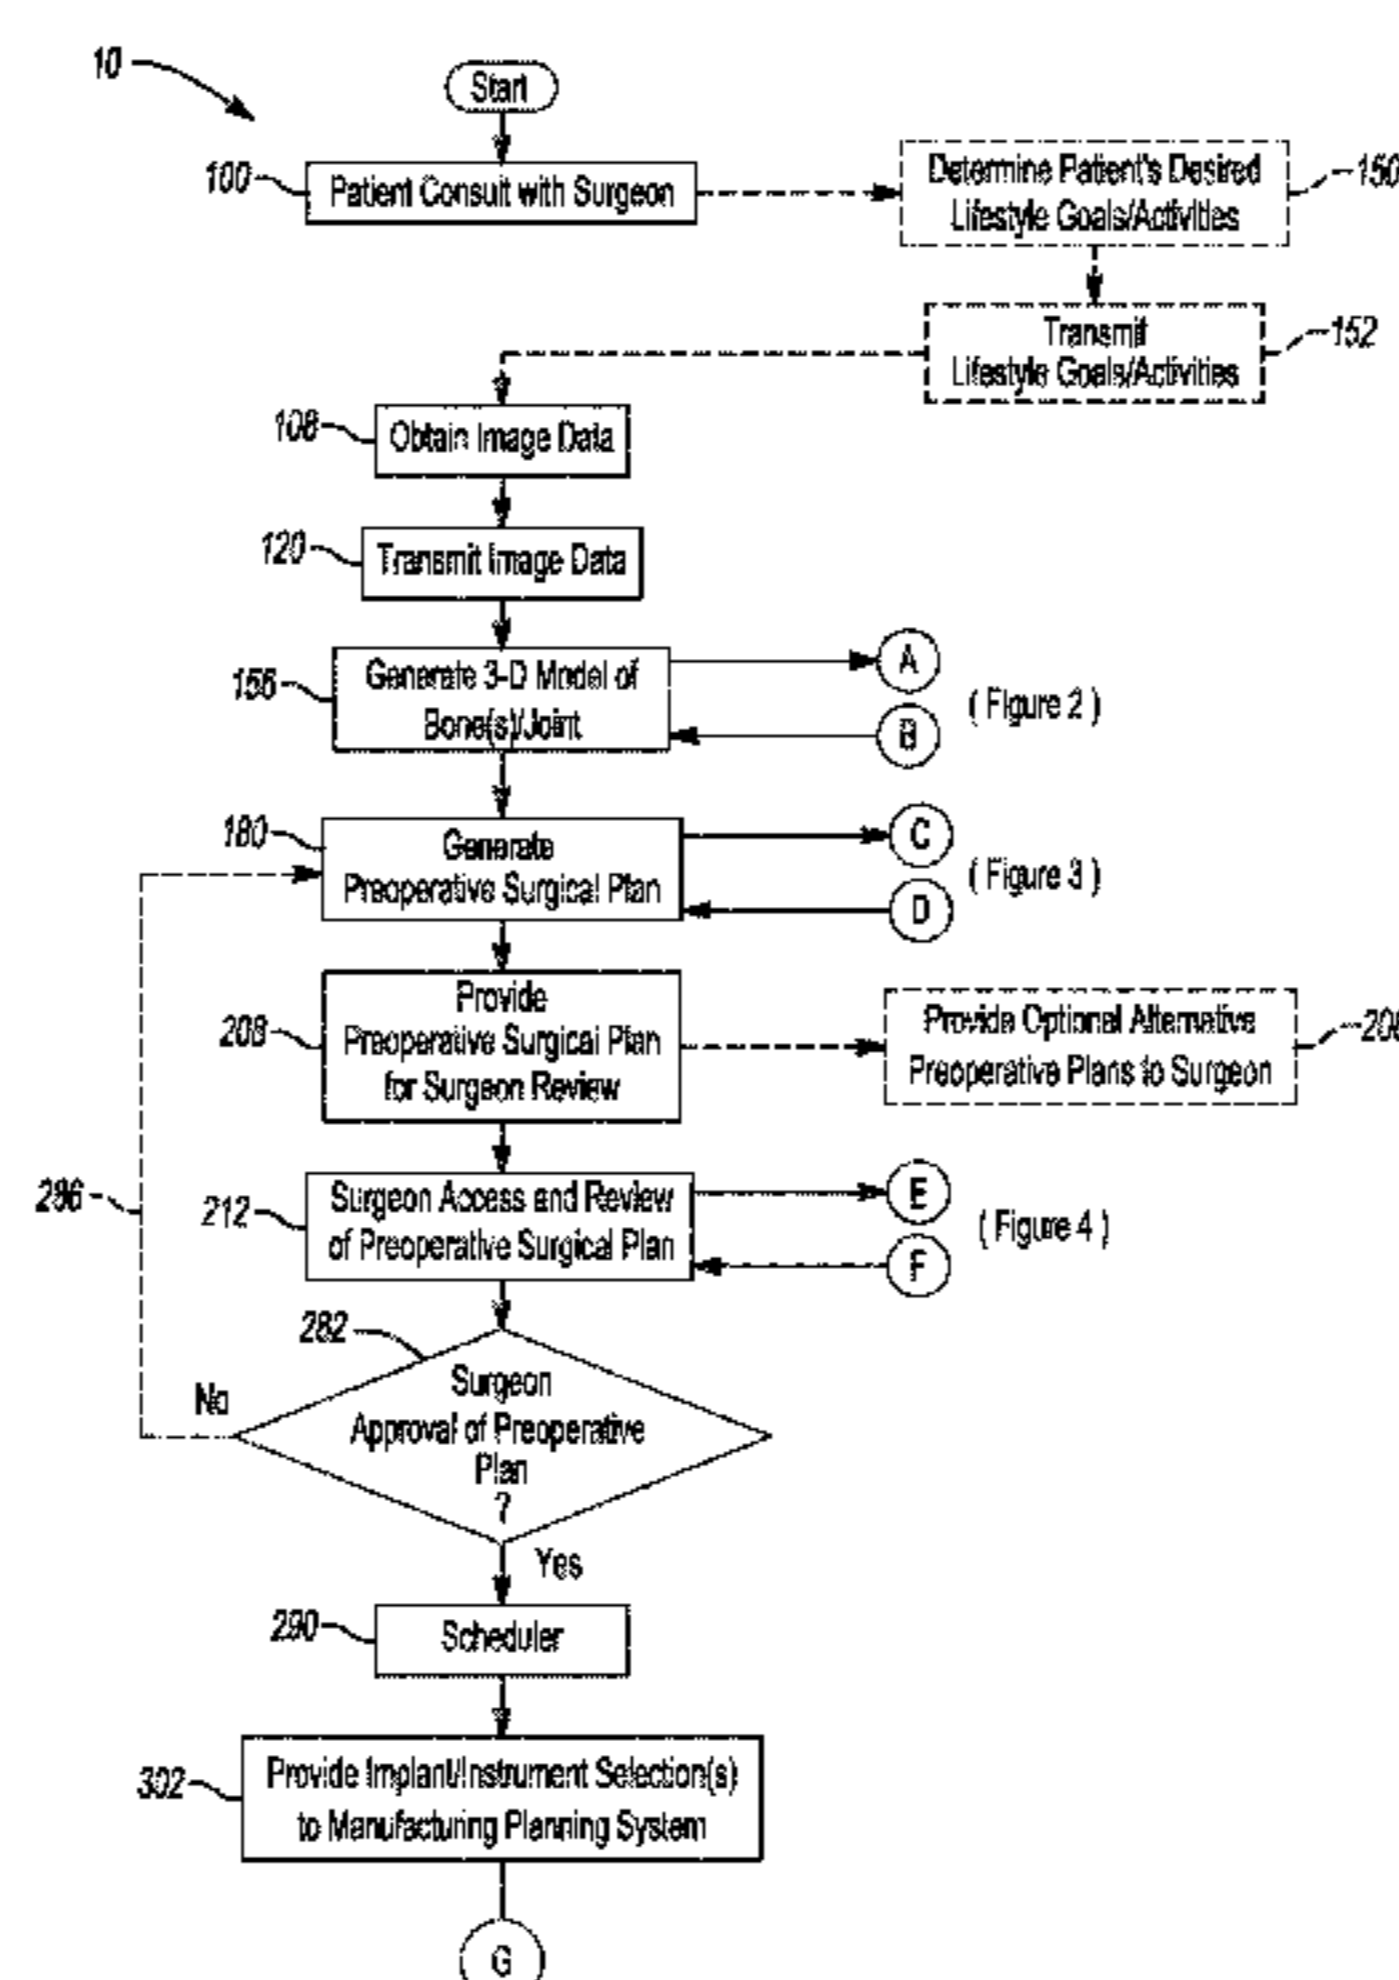 10
Start
100
Patient Consult with Surgeon
Determine Patient's Desired
Lifestyle Goals/Activities
150
Transmit
Lifestyle Goals/Activities
152
108
Obtain Image Data
120
Transmit Image Data
156
Generate 3-D Model of
Bone(s)/Joint
A
B
( Figure 2 )
180
Generate
Preoperative Surgical Plan
C
D
( Figure 3 )
208
Provide
Preoperative Surgical Plan
for Surgeon Review
Provide Optional Alternative
Preoperative Plans to Surgeon
286
212
Surgeon Access and Review
of Preoperative Surgical Plan
E
F
( Figure 4 )
282
No
Surgeon
Approval of Preoperative
Plan
?
Yes
290
Scheduler
302
Provide Implant/Instrument Selection(s)
to Manufacturing Planning System
G